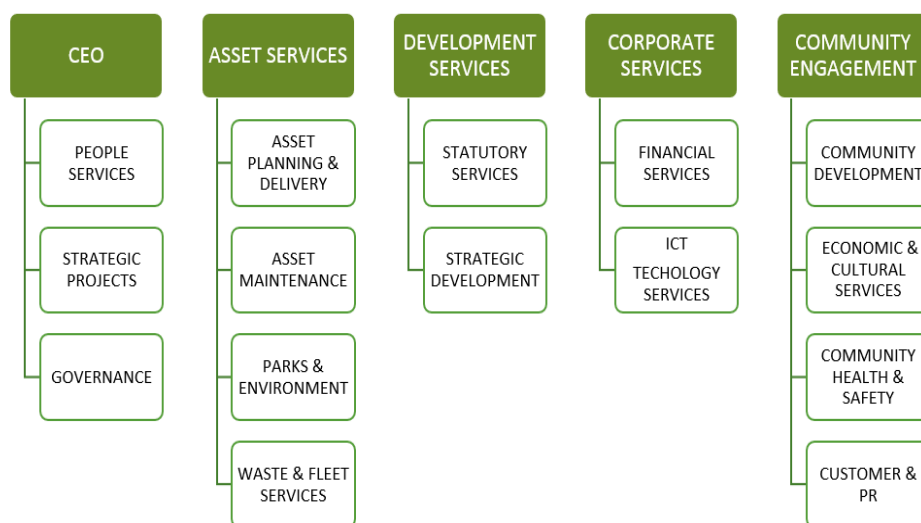 CEO
PEOPLE
SERVICES
STRATEGIC
PROJECTS
GOVERNANCE
ASSET SERVICES
ASSET
PLANNING &
DELIVERY
ASSET
MAINTENANCE
PARKS &
ENVIRONMENT
WASTE & FLEET
SERVICES
DEVELOPMENT
SERVICES
STATUTORY
SERVICES
STRATEGIC
DEVELOPMENT
CORPORATE
SERVICES
FINANCIAL
SERVICES
ICT
TECHOLOGY
SERVICES
COMMUNITY
ENGAGEMENT
COMMUNITY
DEVELOPMENT
ECONOMIC &
CULTURAL
SERVICES
COMMUNITY
HEALTH &
SAFETY
CUSTOMER &
PR